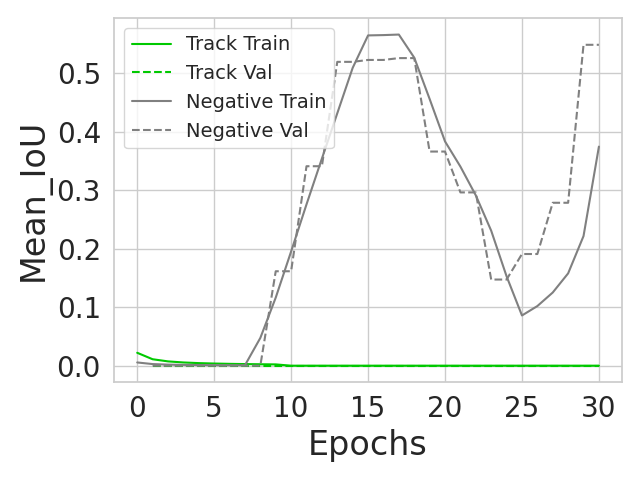 Track Train
Track Val
Negative Train
Negative Val
Mean_IoU
0.5
0.4
0.3
0.2
0.1
0.0
0 5 10 15 20 25 30
Epochs